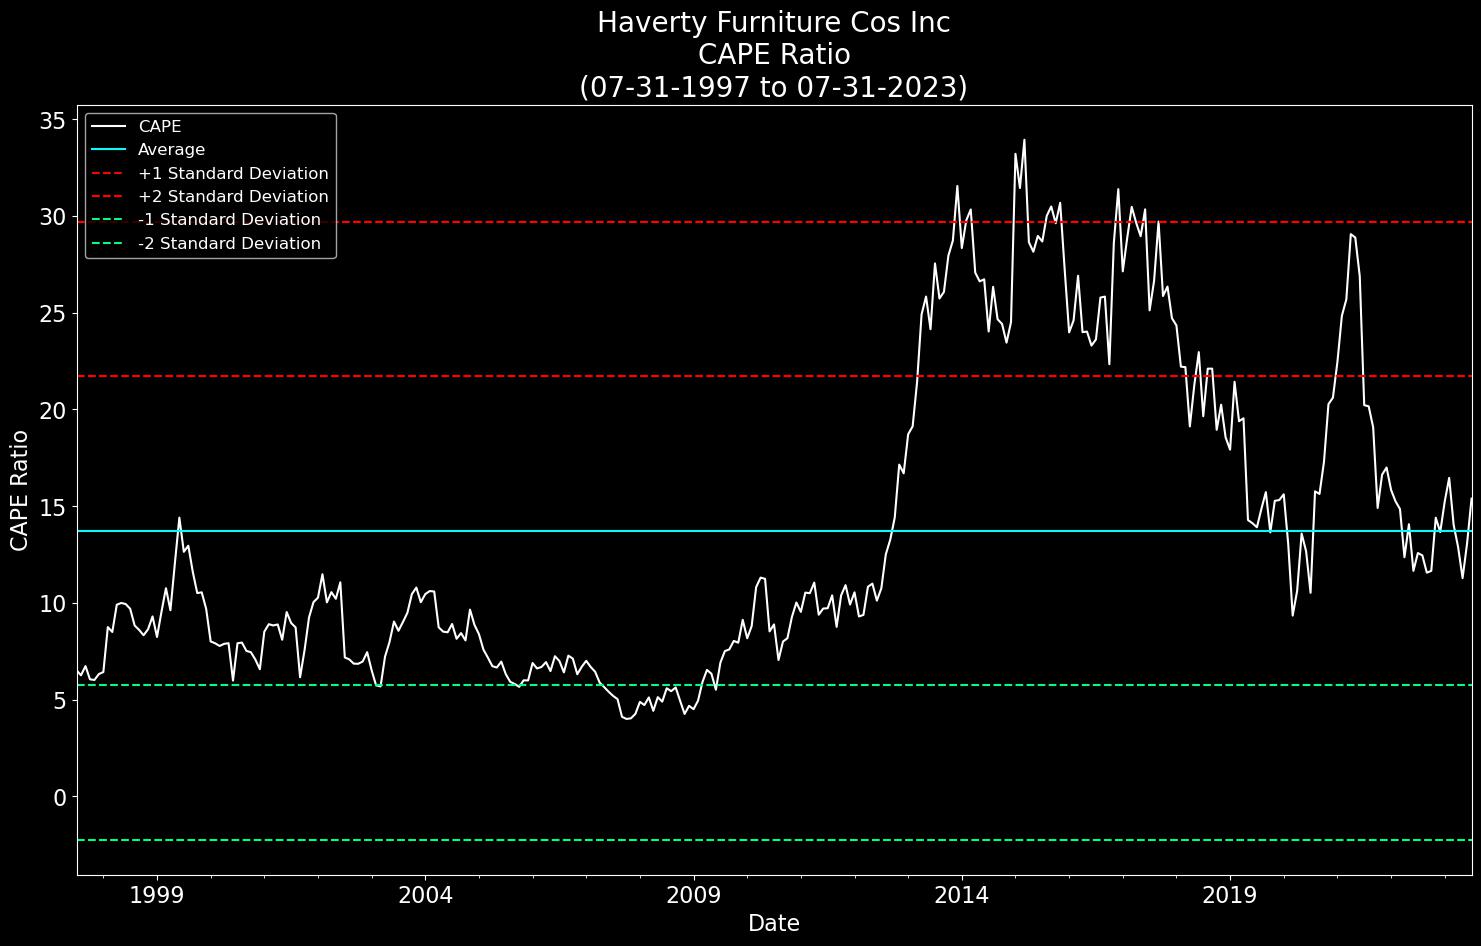 Haverty Furniture Cos Inc
CAPE Ratio
(07-31-1997 to 07-31-2023)
CAPE
Average
+1 Standard Deviation
+2 Standard Deviation
-1 Standard Deviation
-2 Standard Deviation
35
30
25
20
15
10
5
0
CAPE Ratio
1999
2004
2009
2014
2019
Date